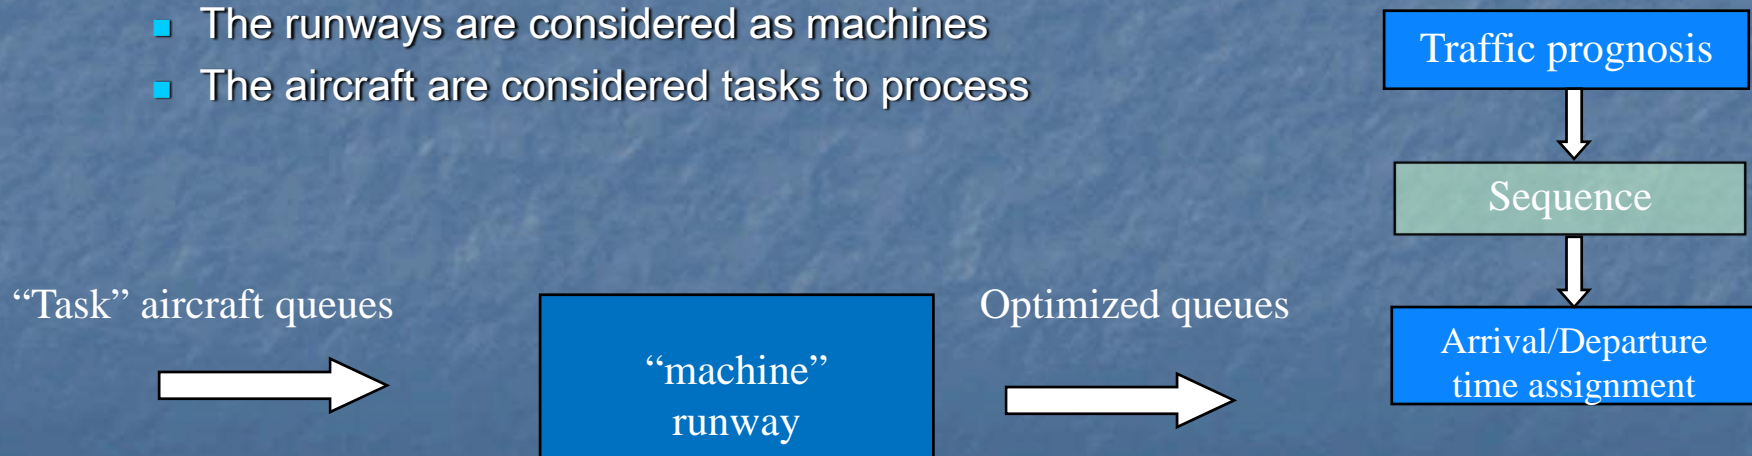 The runways are considered as machines
The aircraft are considered tasks to process
Traffic prognosis
Sequence
Arrival/Departure
time assignment
“Task” aircraft queues
“machine”
runway
Optimized queues